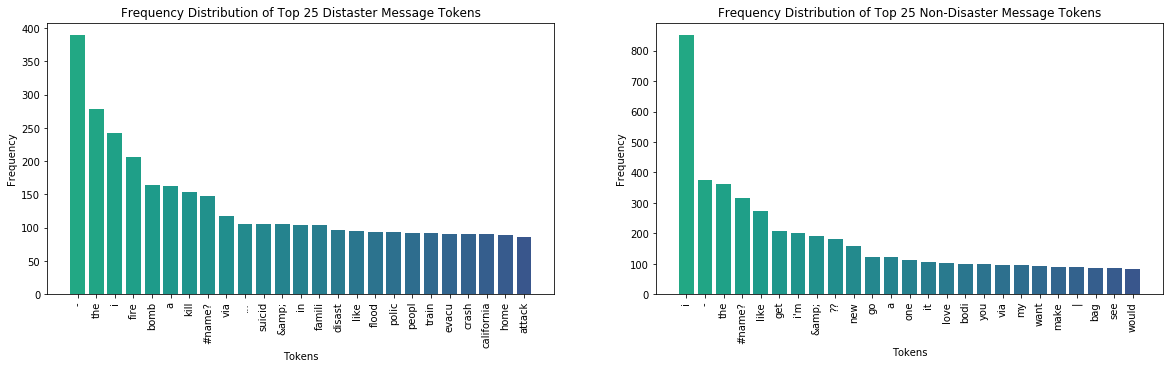 Frequency Distribution of Top 25 Distaster Message Tokens
Frequency
400
350
300
250
200
150
100
50
0
-
the
i
fire
bomb
a
kill
#name?
via
...
suicid
&amp;
in
famili
disast
like
flood
polic
peopl
train
evacu
crash
california
home
attack
Tokens
Frequency Distribution of Top 25 Non-Disaster Message Tokens
Frequency
800
700
600
500
400
300
200
100
0
i
-
the
#name?
like
get
i'm
&amp;
??
new
go
a
one
it
love
bodi
you
via
my
want
make
|
bag
see
would
Tokens